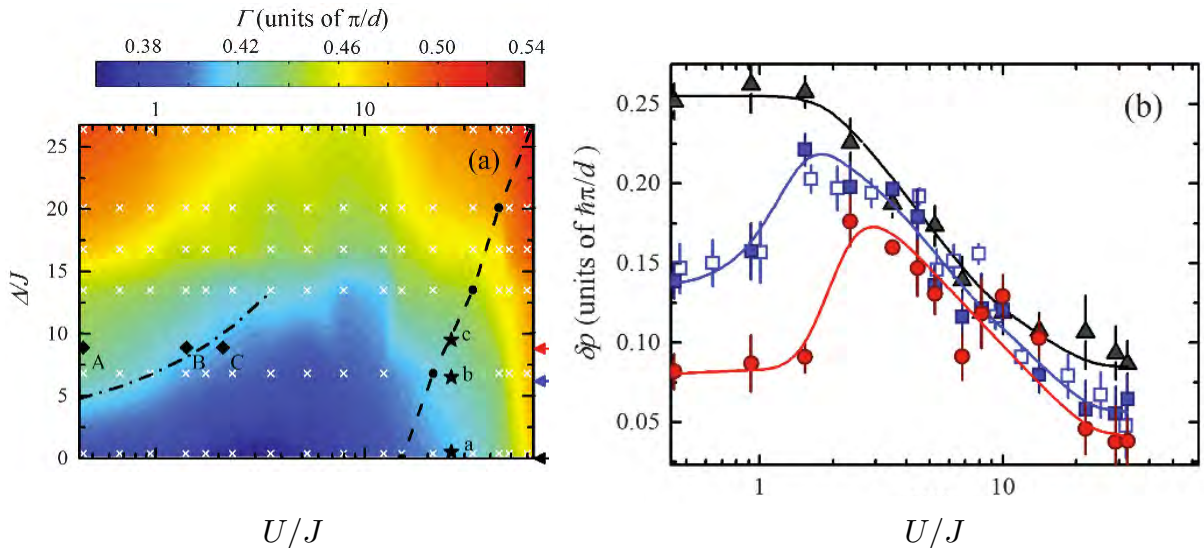 Γ (units of π/d)
0.38 0.42 0.46 0.50 0.54
1 10
(a)
25
20
15
10
5
0
Δ/J
A B C
c
b
a
U/J
(b)
0.25
0.20
0.15
0.10
0.05
δp (units of ħπ/d)
1 10
U/J